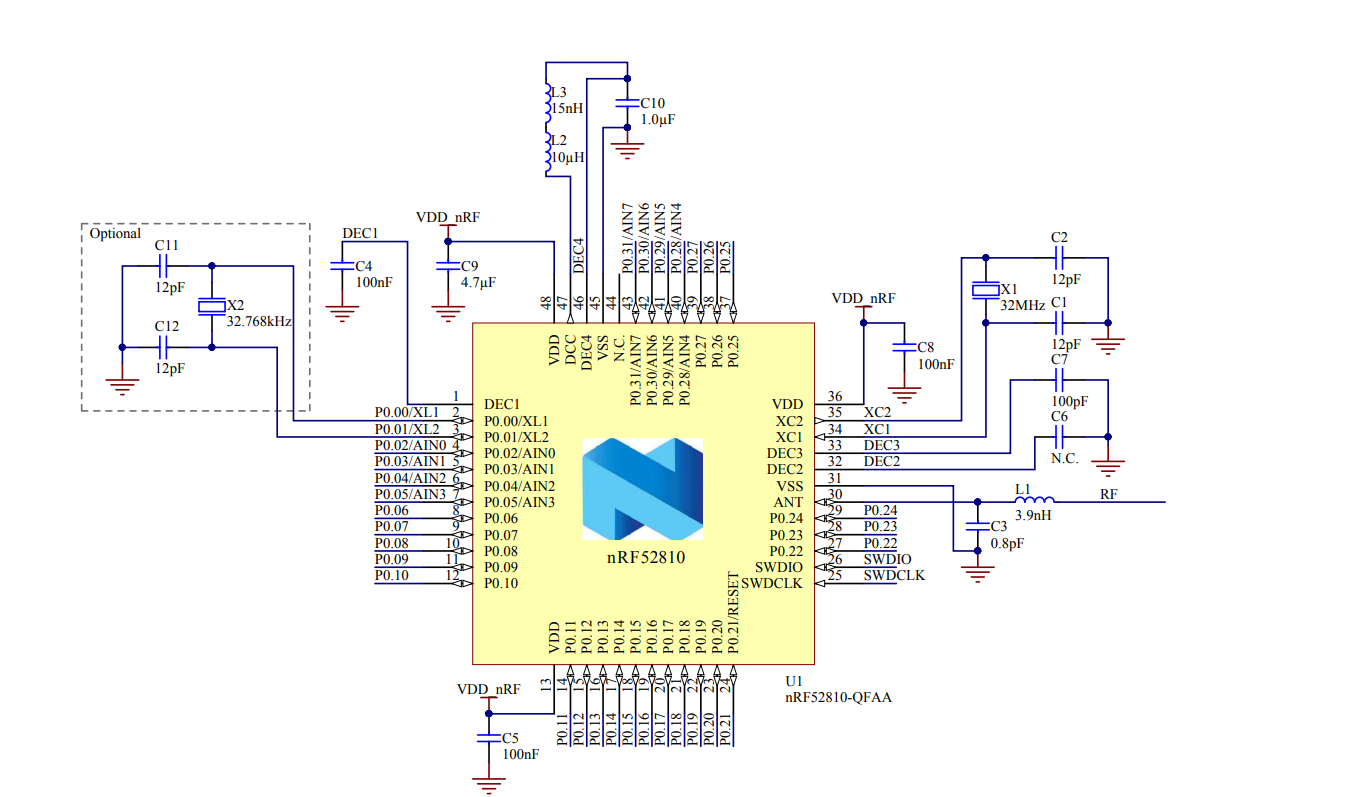 L3
15nH
L2
10µH
C10
1.0µF
Optional
C11
12pF
X2
32.768kHz
C12
12pF
DEC1
C4
100nF
VDD_nRF
C9
4.7µF
DEC4
P0.31/AIN7
P0.30/AIN6
P0.29/AIN5
P0.28/AIN4
P0.27
P0.26
P0.25
48
47
46
45
44
43
42
41
40
39
38
37
VDD
DCC
DEC4
VSS
N.C.
P0.31/AIN7
P0.30/AIN6
P0.29/AIN5
P0.28/AIN4
P0.27
P0.26
P0.25
VDD_nRF
C8
100nF
X1
32MHz
C2
12pF
C1
12pF
C7
100pF
C6
N.C.
1 DEC1
P0.00/XL1 2 P0.00/XL1
P0.01/XL2 3 P0.01/XL2
P0.02/AIN0 4 P0.02/AIN0
P0.03/AIN1 5 P0.03/AIN1
P0.04/AIN2 6 P0.04/AIN2
P0.05/AIN3 7 P0.05/AIN3
P0.06 8 P0.06
P0.07 9 P0.07
P0.08 10 P0.08
P0.09 11 P0.09
P0.10 12 P0.10
nRF52810
VDD 36
XC2 35 XC2
XC1 34 XC1
DEC3 33 DEC3
DEC2 32 DEC2
VSS 31
ANT 30
P0.24 29 P0.24
P0.23 28 P0.23
P0.22 27 P0.22
SWDIO 26 SWDIO
SWDCLK 25 SWDCLK
L1
3.9nH
RF
C3
0.8pF
VDD
P0.11
P0.12
P0.13
P0.14
P0.15
P0.16
P0.17
P0.18
P0.19
P0.20
P0.21/RESET
13
14
15
16
17
18
19
20
21
22
23
24
P0.11
P0.12
P0.13
P0.14
P0.15
P0.16
P0.17
P0.18
P0.19
P0.20
P0.21
U1
nRF52810-QFAA
VDD_nRF
C5
100nF